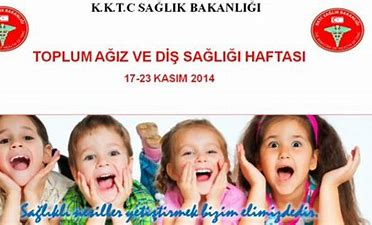 K.K.T.C SAĞLIK BAKANLIĞI
TOPLUM AĞIZ VE DİŞ SAĞLIĞI HAFTASI
17-23 KASIM 2014
Sağlıklı nesiller yetiştirmek bizim elimizdedir.